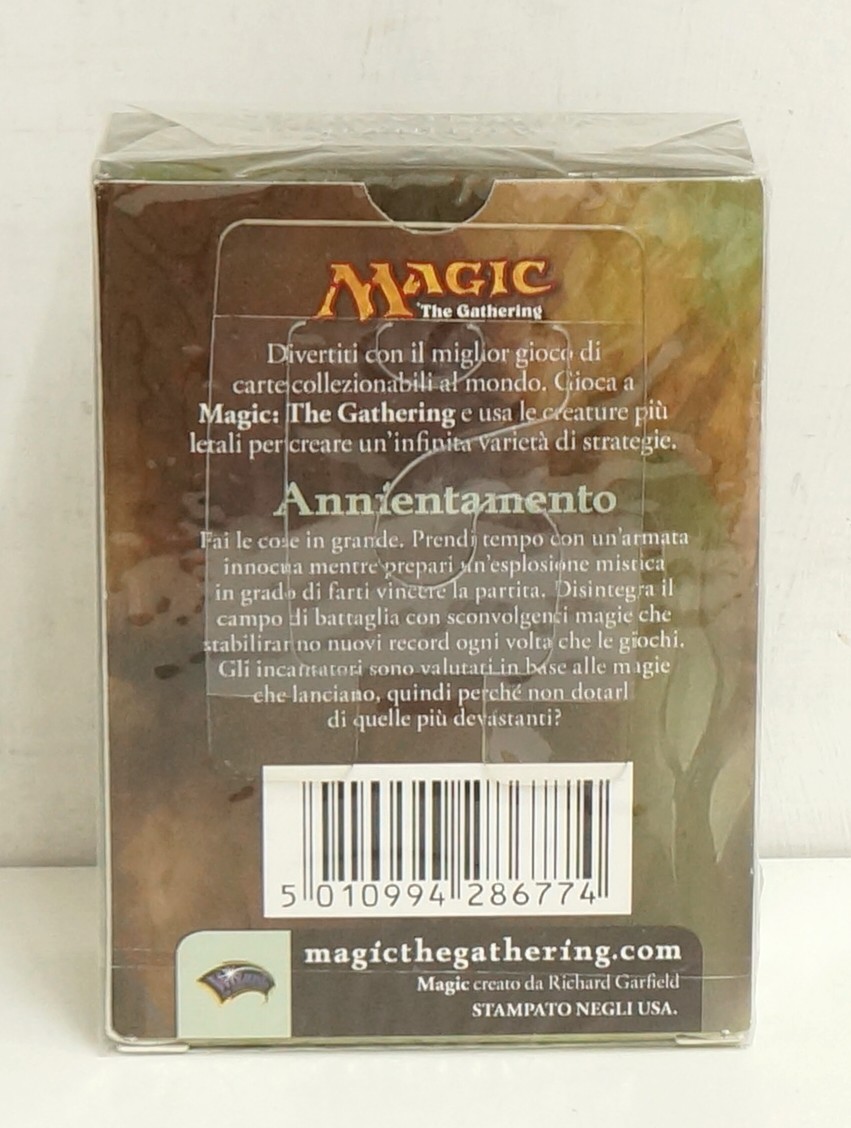 MAGIC
The Gathering
Divertiti con il miglior gioco di
carte collezionabili al mondo. Gioca a
Magic: The Gathering e usa le creature più
letali per creare un'infinita varietà di strategie.
Annientamento
Fai le cose in grande. Prendi tempo con un'armata
innocua mentre prepari un'esplosione mistica
in grado di farti vincere la partita. Disintegra il
campo di battaglia con sconvolgenti magie che
stabiliranno nuovi record ogni volta che le giochi.
Gli incantatori sono valutati in base alle magie
che lanciano, quindi perché non dotarl
di quelle più devastanti?
5 010994 286774
magicthegathering.com
Magic creato da Richard Garfield
STAMPATO NEGLI USA.